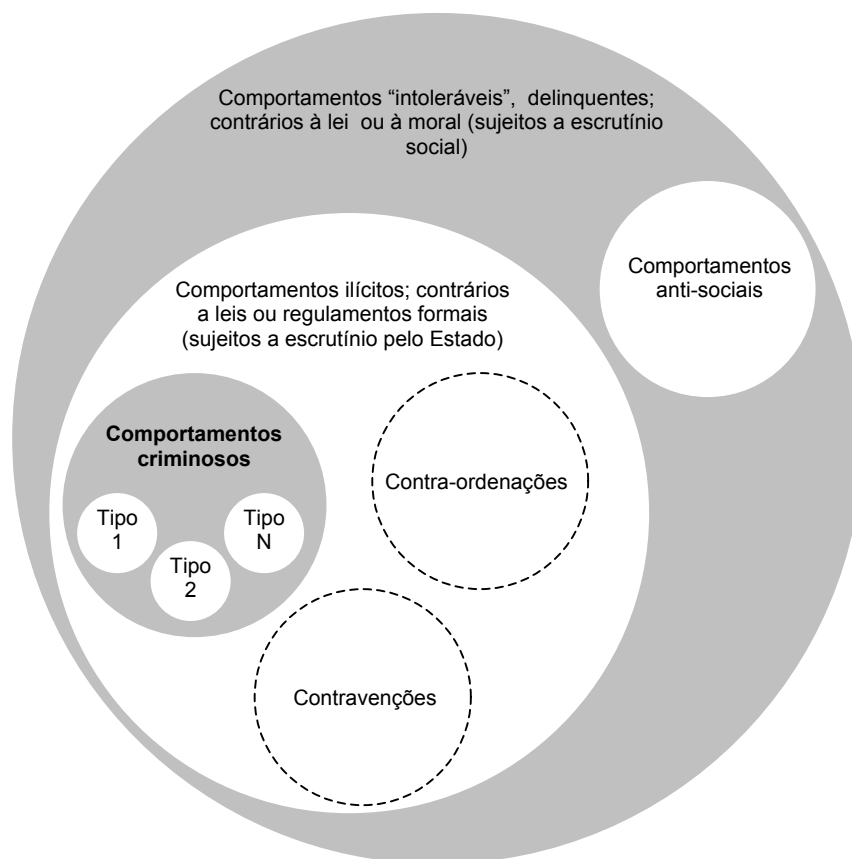 Comportamentos “intoleráveis”, delinquentes;
contrários à lei ou à moral (sujeitos a escrutínio
social)
Comportamentos
anti-sociais
Comportamentos ilícitos; contrários
a leis ou regulamentos formais
(sujeitos a escrutínio pelo Estado)
Comportamentos
criminosos
Tipo
1
Tipo
2
Tipo
N
Contra-ordenações
Contravenções